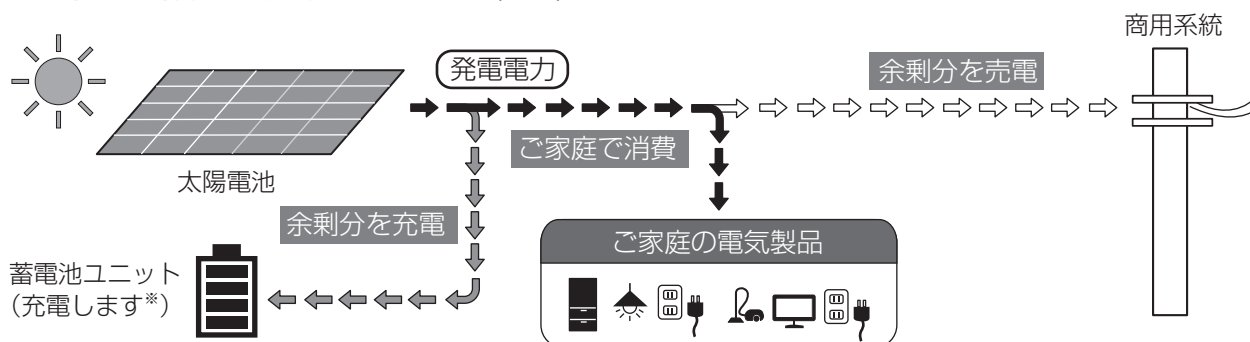 商用系統
発電電力
余剰分を売電
ご家庭で消費
太陽電池
余剰分を充電
ご家庭の電気製品
蓄電池ユニット
（充電します※）